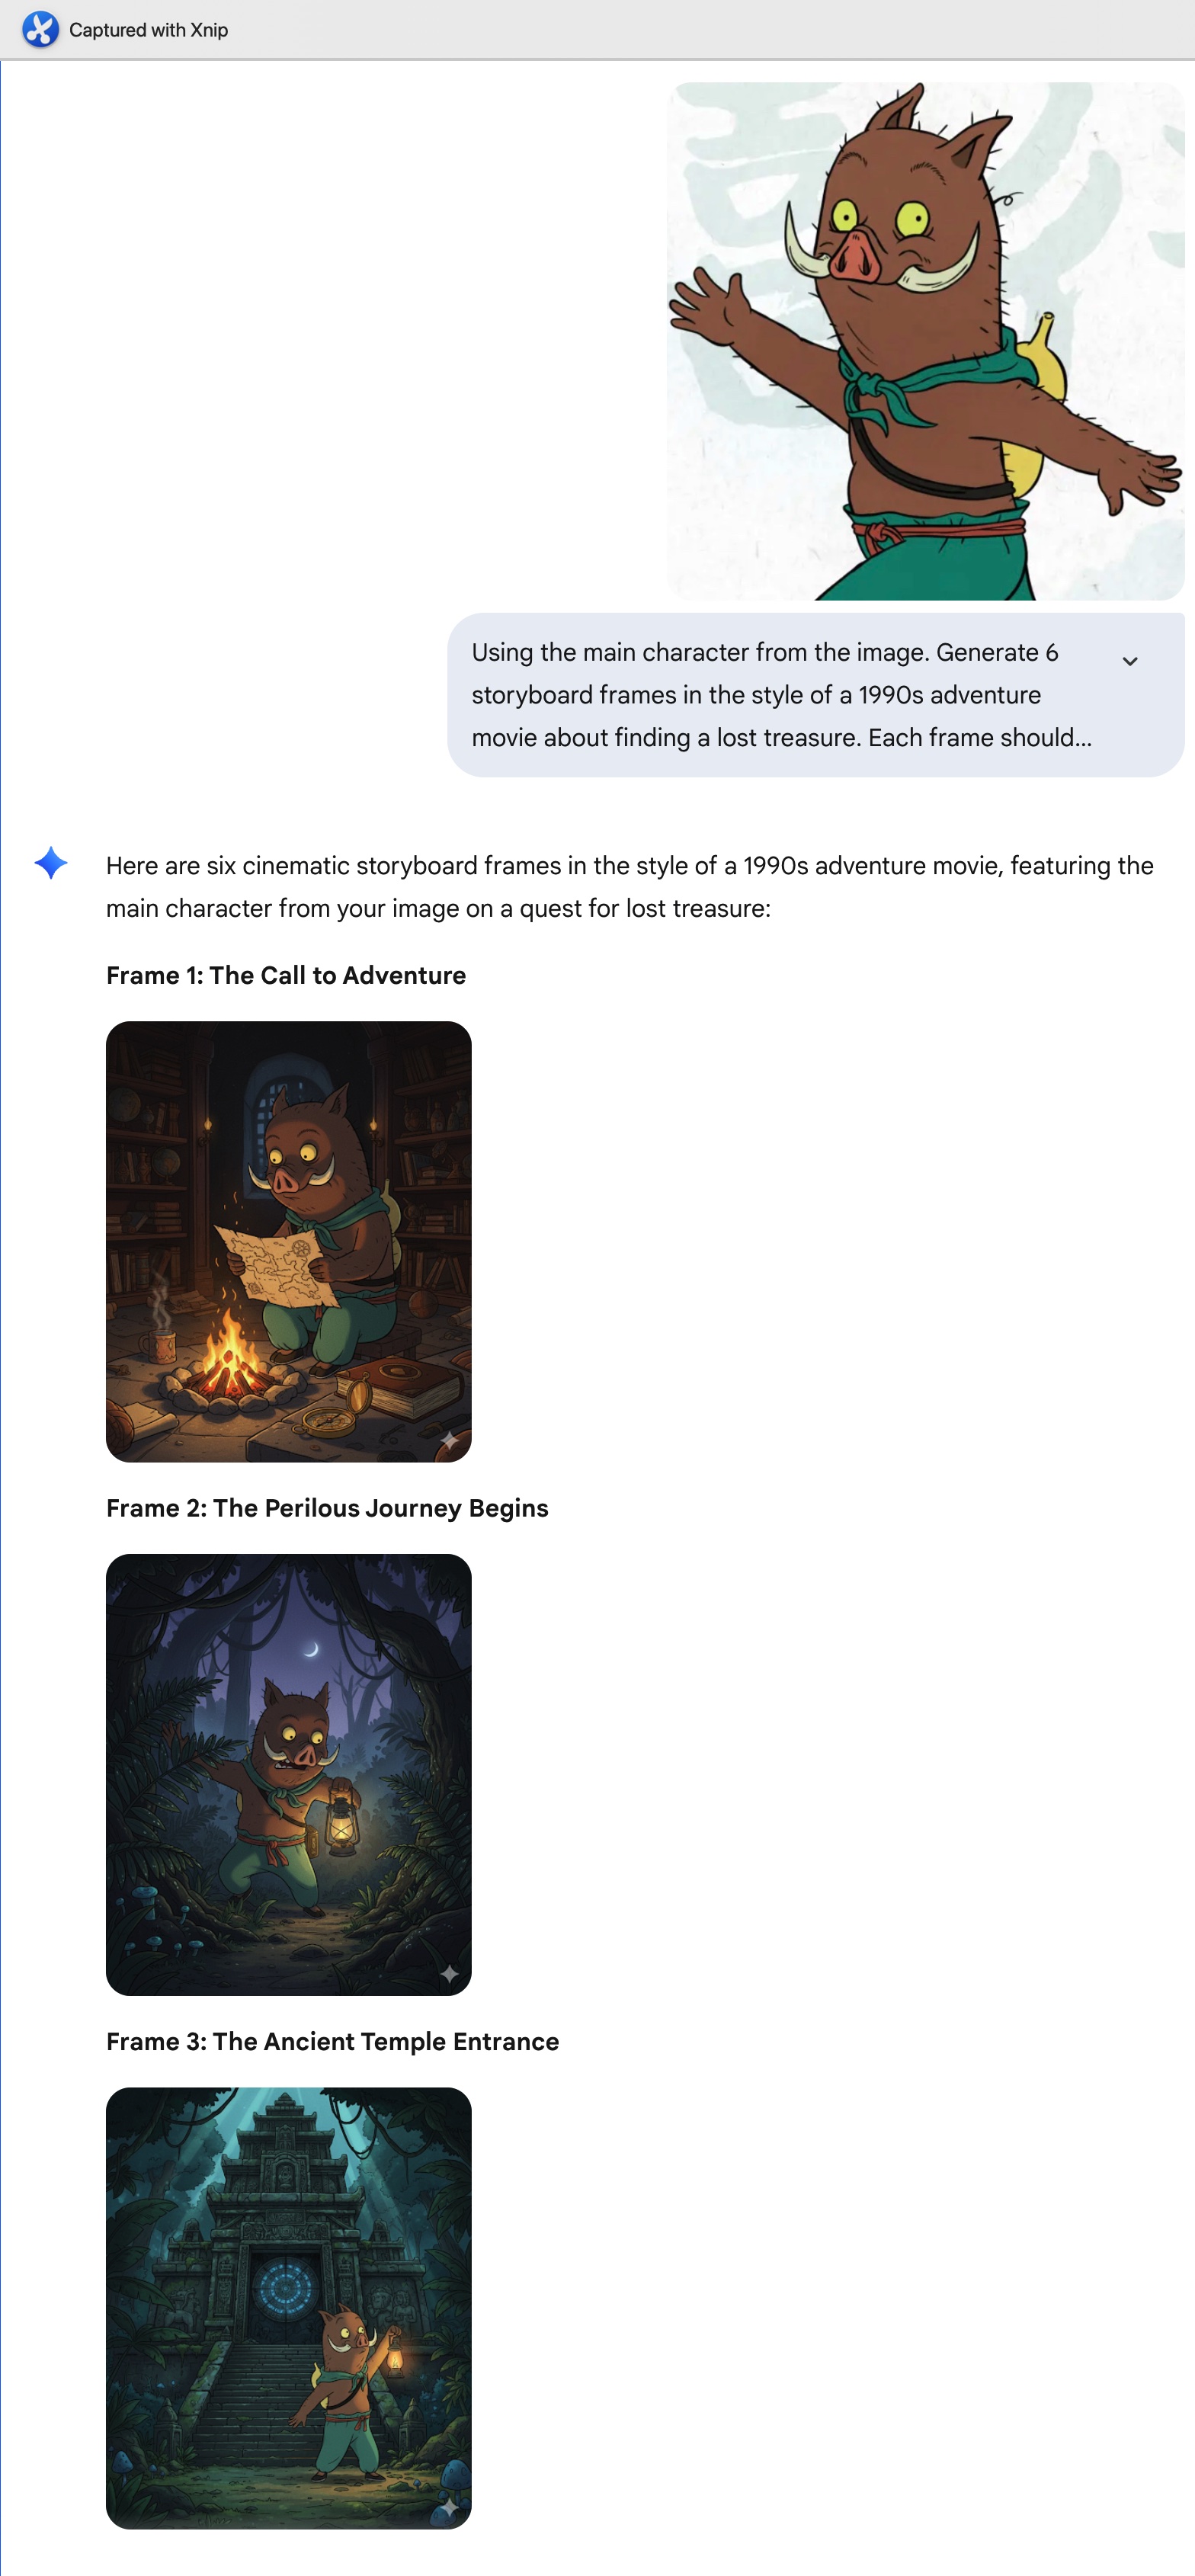 Captured with Xnip
Using the main character from the image. Generate 6
storyboard frames in the style of a 1990s adventure
movie about finding a lost treasure. Each frame should...
Here are six cinematic storyboard frames in the style of a 1990s adventure movie, featuring the
main character from your image on a quest for lost treasure:
Frame 1: The Call to Adventure
Frame 2: The Perilous Journey Begins
Frame 3: The Ancient Temple Entrance